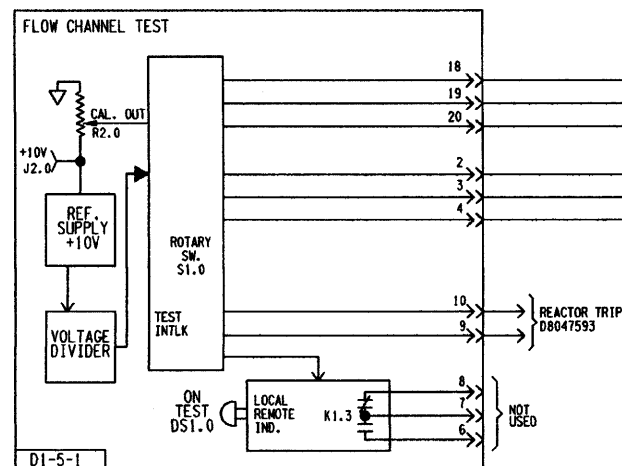 FLOW CHANNEL TEST
18
19
20
CAL. OUT
R2.0
+10V
J2.0
2
3
4
REF.
SUPPLY
+10V
ROTARY
SW.
S1.0
TEST
INTLK
VOLTAGE
DIVIDER
10
9
REACTOR TRIP
D8047593
ON
TEST
DS1.0
LOCAL
REMOTE
IND.
K1.3
8
7
6
NOT
USED
D1-5-1